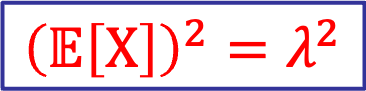 (𝔼[X])² = λ²